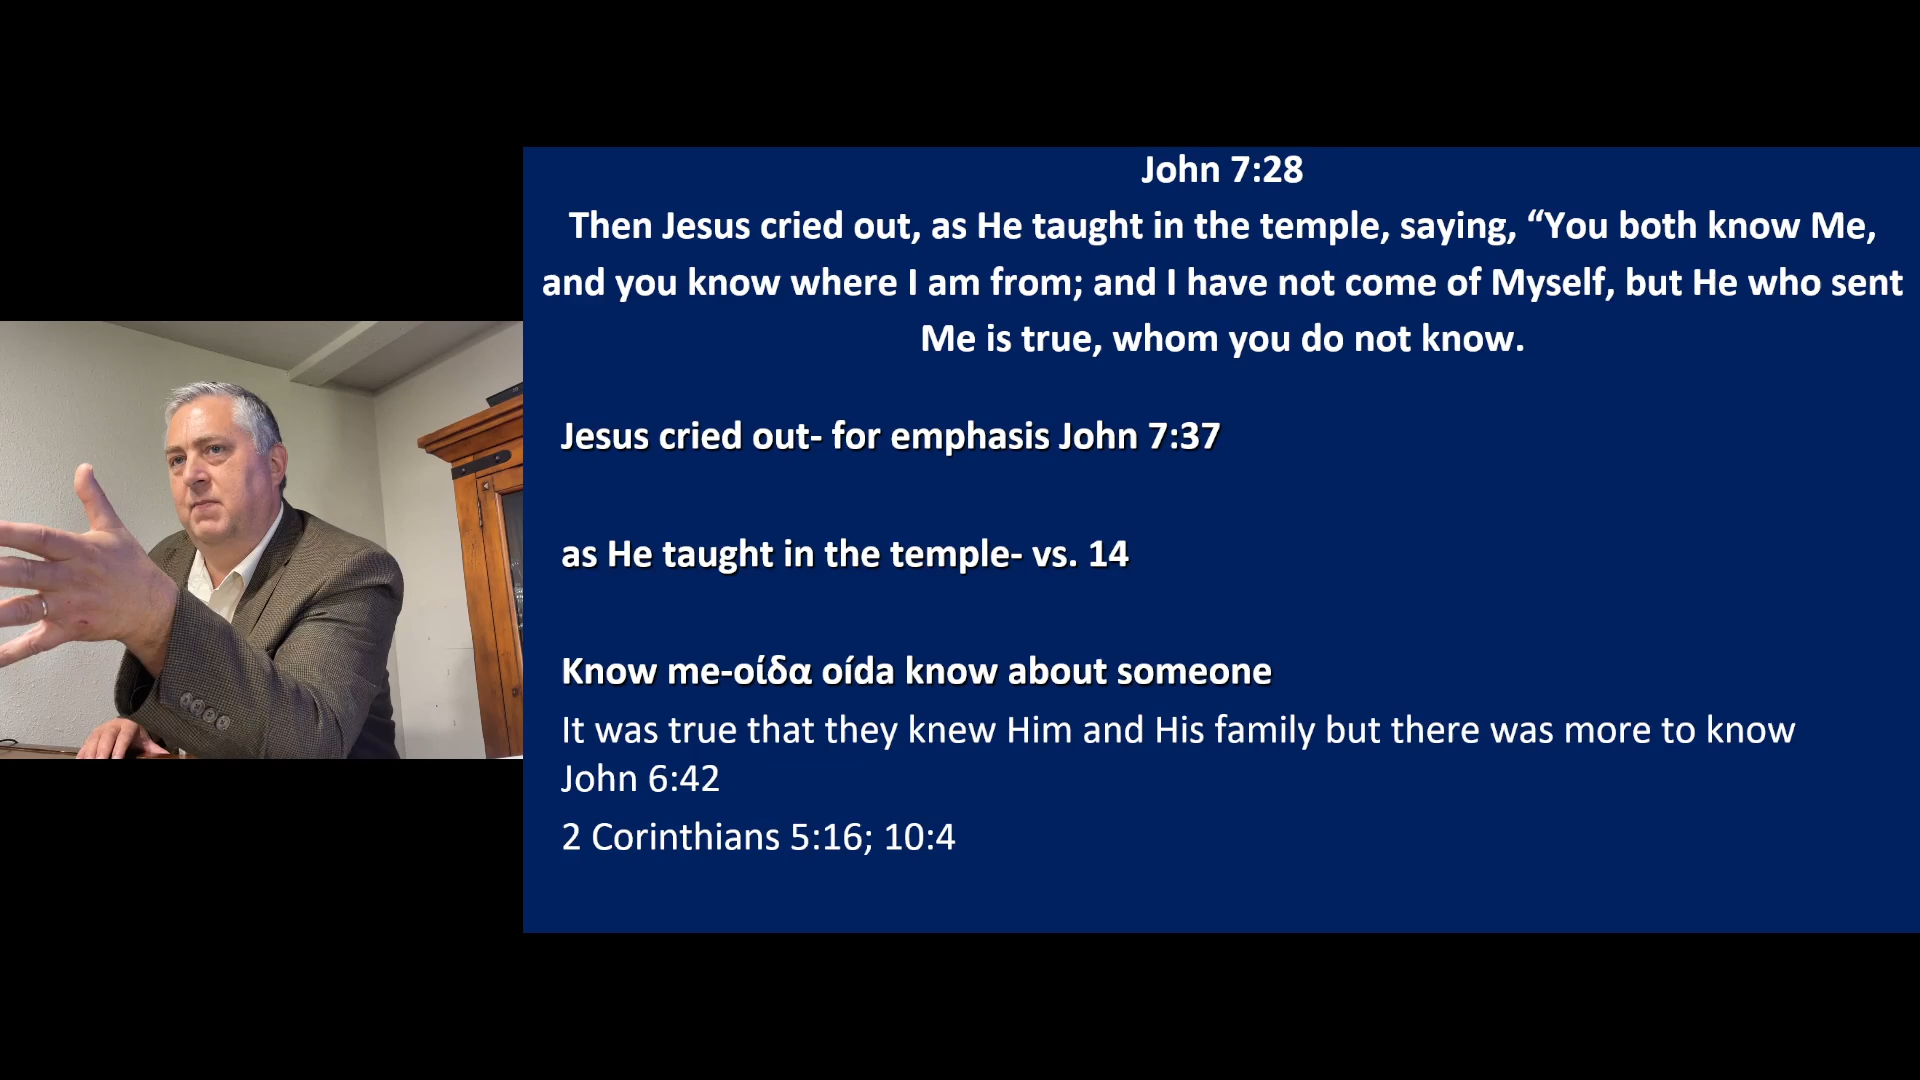 John 7:28
Then Jesus cried out, as He taught in the temple, saying, “You both know Me,
and you know where I am from; and I have not come of Myself, but He who sent
Me is true, whom you do not know.
Jesus cried out- for emphasis John 7:37
as He taught in the temple- vs. 14
Know me-οίδα oída know about someone
It was true that they knew Him and His family but there was more to know
John 6:42
2 Corinthians 5:16; 10:4